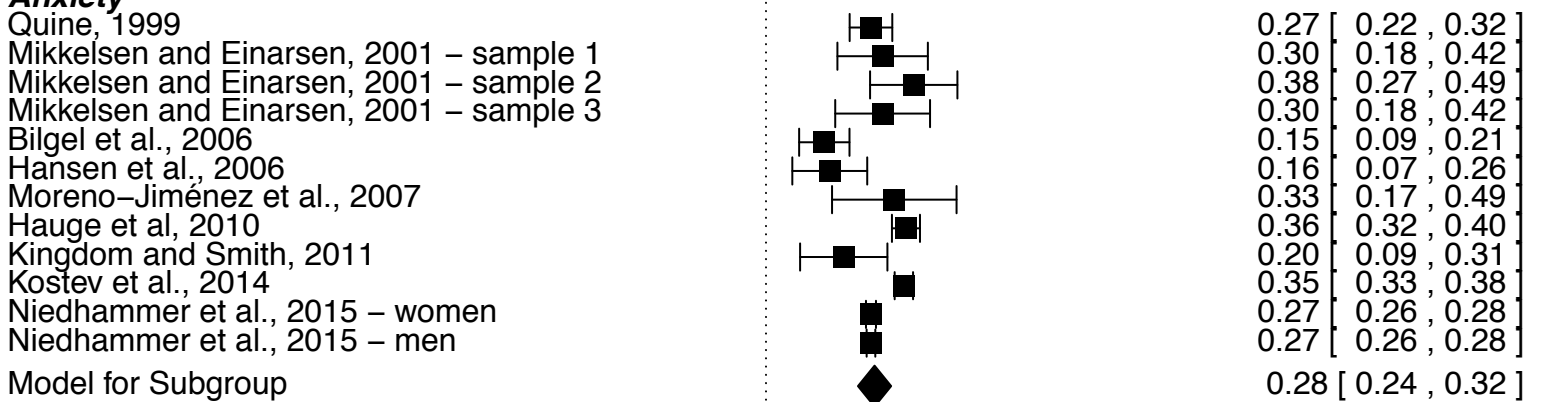 Anxiety
Quine, 1999 0.27 [ 0.22 , 0.32 ]
Mikkelsen and Einarsen, 2001 – sample 1 0.30 [ 0.18 , 0.42 ]
Mikkelsen and Einarsen, 2001 – sample 2 0.38 [ 0.27 , 0.49 ]
Mikkelsen and Einarsen, 2001 – sample 3 0.30 [ 0.18 , 0.42 ]
Bilgel et al., 2006 0.15 [ 0.09 , 0.21 ]
Hansen et al., 2006 0.16 [ 0.07 , 0.26 ]
Moreno–Jiménez et al., 2007 0.33 [ 0.17 , 0.49 ]
Hauge et al, 2010 0.36 [ 0.32 , 0.40 ]
Kingdom and Smith, 2011 0.20 [ 0.09 , 0.31 ]
Kostev et al., 2014 0.35 [ 0.33 , 0.38 ]
Niedhammer et al., 2015 – women 0.27 [ 0.26 , 0.28 ]
Niedhammer et al., 2015 – men 0.27 [ 0.26 , 0.28 ]
Model for Subgroup 0.28 [ 0.24 , 0.32 ]